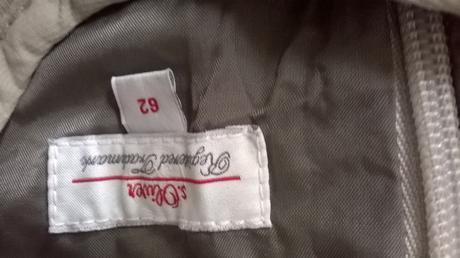 s.Oliver
Registered Trademark
62